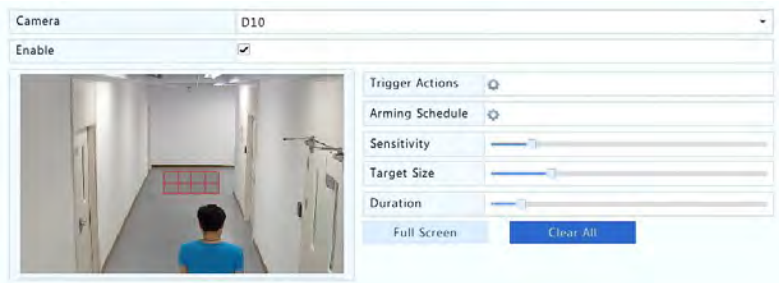 Camera D10
Enable
Trigger Actions
Arming Schedule
Sensitivity
Target Size
Duration
Full Screen Clear All